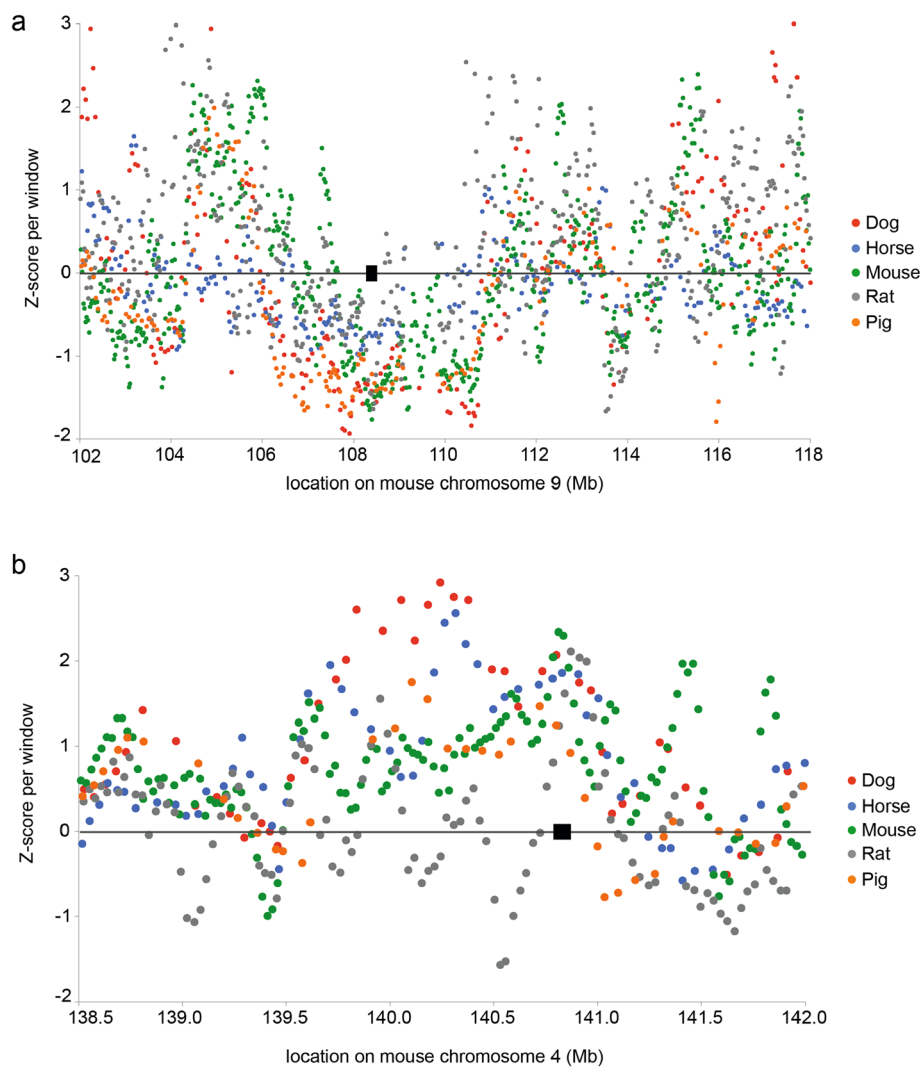 a
Z-score per window
3
2
1
0
-1
-2
102 104 106 108 110 112 114 116 118
location on mouse chromosome 9 (Mb)
Dog
Horse
Mouse
Rat
Pig
b
Z-score per window
3
2
1
0
-1
-2
138.5 139.0 139.5 140.0 140.5 141.0 141.5 142.0
location on mouse chromosome 4 (Mb)
Dog
Horse
Mouse
Rat
Pig